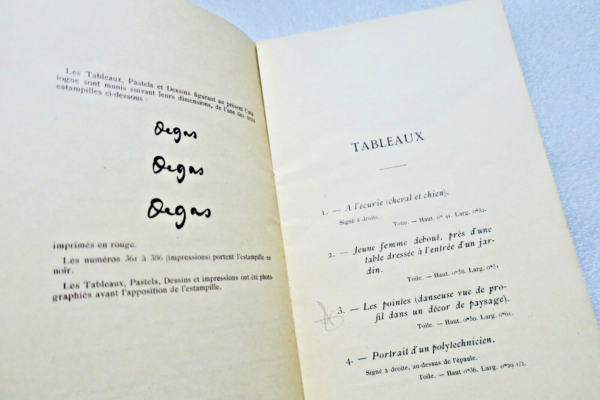 Les Tableaux, Pastels et Dessins figurant au présent Cata
logue sont munis suivant leurs dimensions, de l'une des trois
estampilles ci-dessous :
Degas
Degas
Degas
imprimés en rouge.
Les numéros 361 à 386 (impressions) portent l'estampille en
noir.
Les Tableaux, Pastels, Dessins et impressions ont été photo
graphiés avant l'apposition de l'estampille.
TABLEAUX
1. — A l'écurie (cheval et chien).
Signé à droite.
Toile. — Haut. Larg.
2. — Jeune femme debout, près d'une
table dressée à l'entrée d'un jar-
din.
Toile. — Haut. Larg.
3. — Les pointes (danseuse vue de pro-
fil dans un décor de paysage).
Toile. — Haut. Larg.
4. — Portrait d'un polytechnicien.
Signé à droite, au-dessus de l'épaule.
Toile. — Haut Larg.